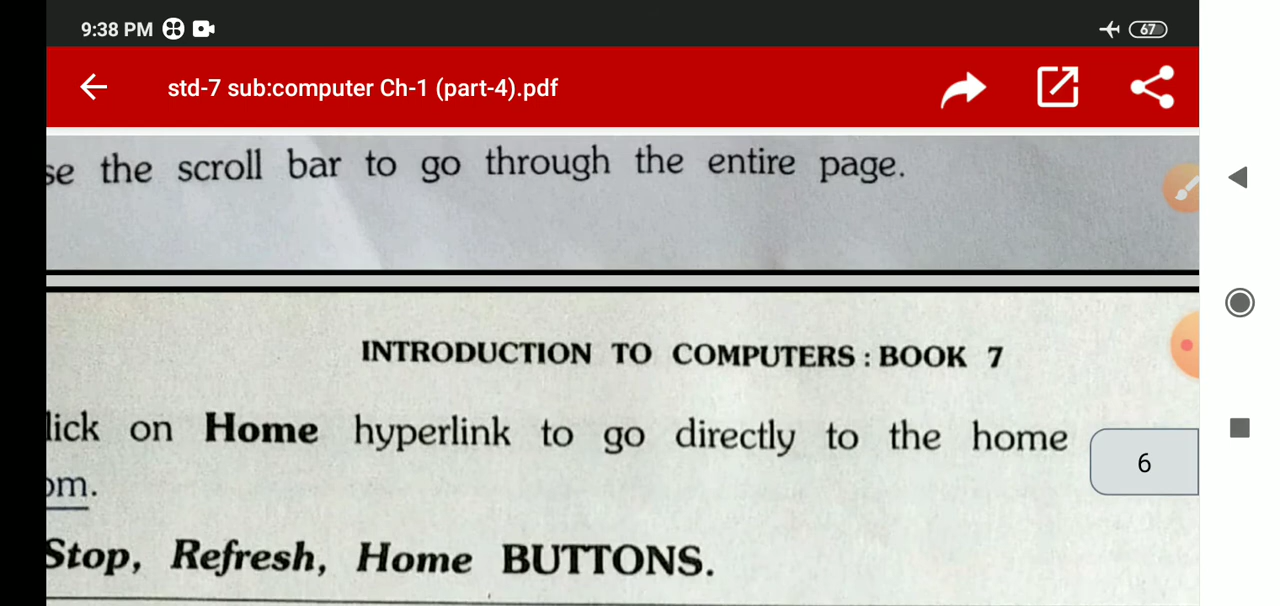 9:38 PM 67
std-7 sub:computer Ch-1 (part-4).pdf
se the scroll bar to go through the entire page.
INTRODUCTION TO COMPUTERS : BOOK 7
lick on Home hyperlink to go directly to the home
6
om.
Stop, Refresh, Home BUTTONS.